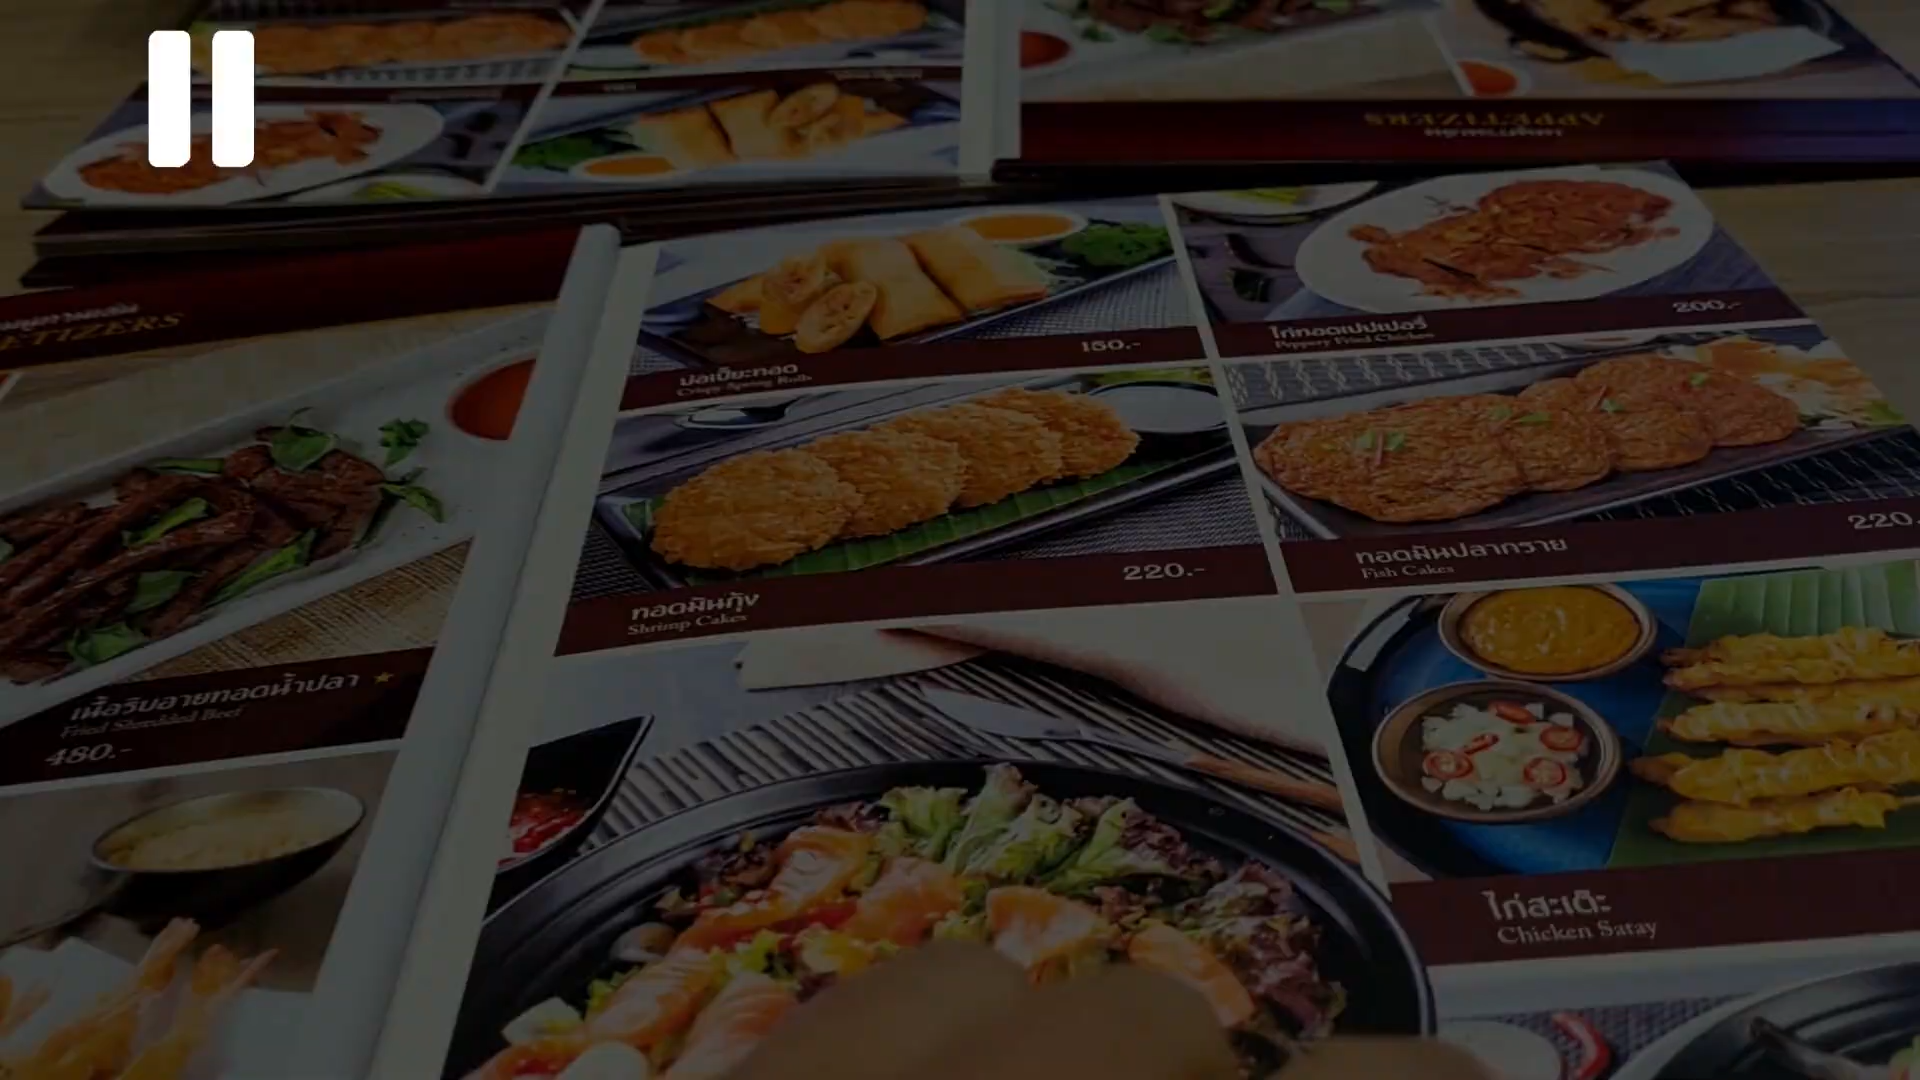 APPETIZERS
ปอเปี๊ยะทอด
Crispy Spring Rolls
150.-
ไก่ทอดเปปเปอรี่
Peppery Fried Chicken
200.-
ETIZERS
ทอดมันกุ้ง
Shrimp Cakes
220.-
ทอดมันปลากราย
Fish Cakes
220.
เนื้อริบอายทอดน้ำปลา
Fried Shredded Beef
480.-
ไก่สะเต๊ะ
Chicken Satay